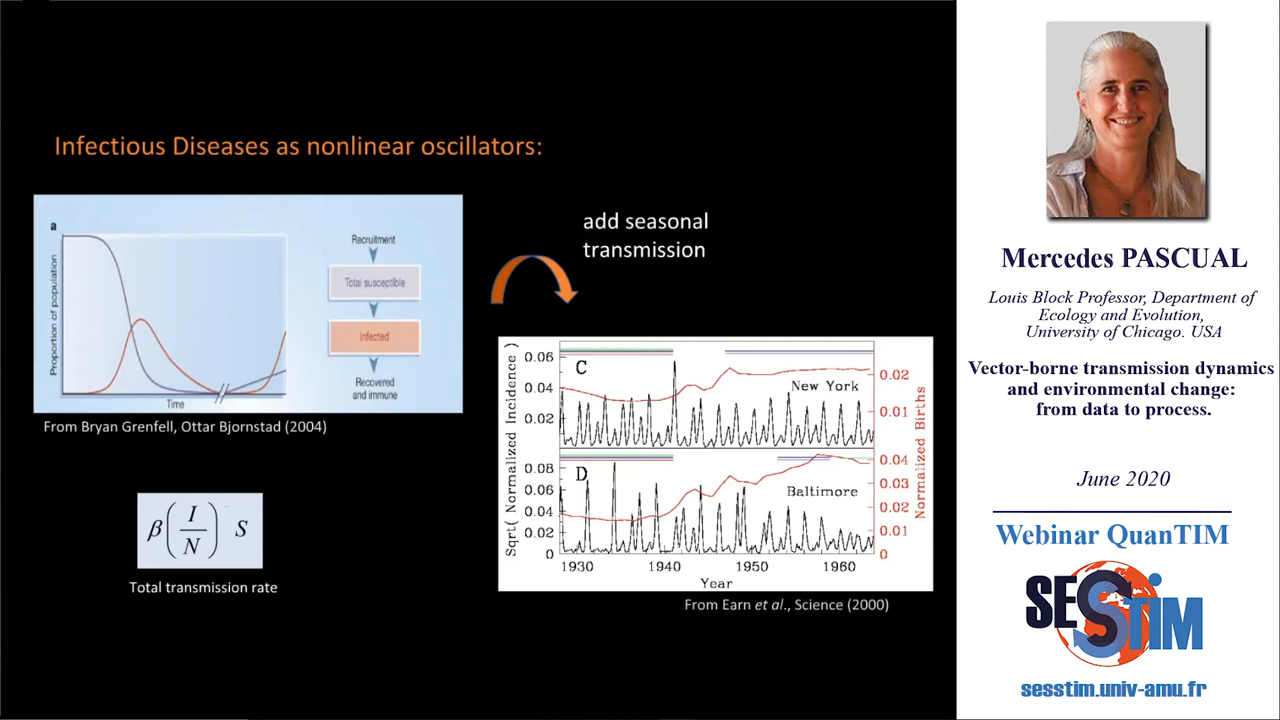 Infectious Diseases as nonlinear oscillators:
a
Proportion of population
Time
Recruitment
Total susceptible
Infected
Recovered
and immune
From Bryan Grenfell, Ottar Bjornstad (2004)
β(I/N) S
Total transmission rate
add seasonal
transmission
Sqrt( Normalized Incidence )
0.06
0.04
0.02
C
New York
0.02
0.01
0.08
0.06
0.04
0.02
0
D
Baltimore
0.04
0.03
0.02
0.01
0
Normalized Births
1930
1940
1950
1960
Year
From Earn et al., Science (2000)
Mercedes PASCUAL
Louis Block Professor, Department of
Ecology and Evolution,
University of Chicago. USA
Vector-borne transmission dynamics
and environmental change:
from data to process.
June 2020
Webinar QuanTIM
SESSTIM
sesstim.univ-amu.fr